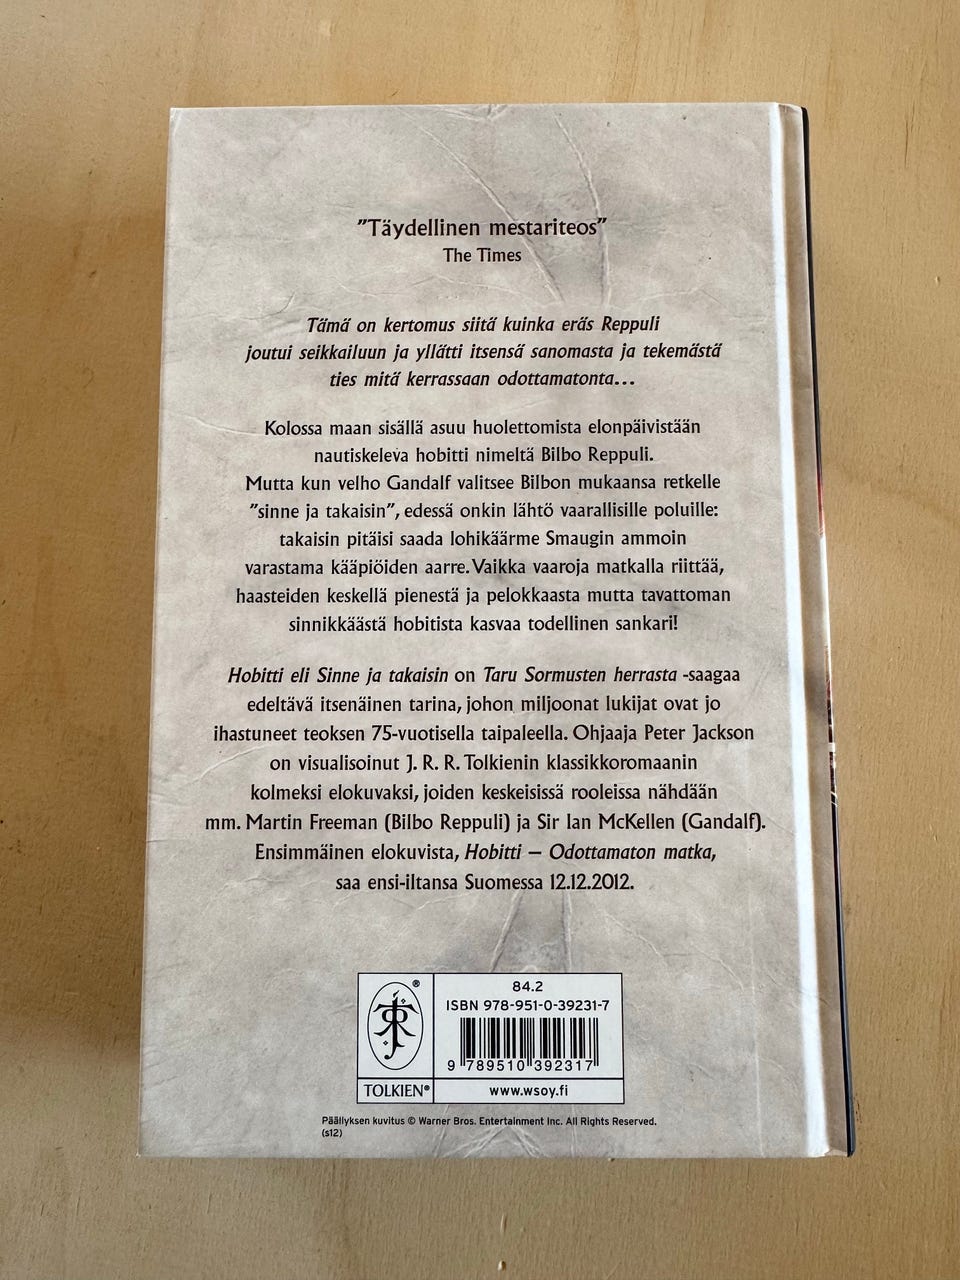 "Täydellinen mestariteos"
The Times
Tämä on kertomus siitä kuinka eräs Reppuli
joutui seikkailuun ja yllätti itsensä sanomasta ja tekemästä
ties mitä kerrassaan odottamatonta...
Kolossa maan sisällä asuu huolettomista elonpäivistään
nautiskeleva hobitti nimeltä Bilbo Reppuli.
Mutta kun velho Gandalf valitsee Bilbon mukaansa retkelle
"sinne ja takaisin", edessä onkin lähtö vaarallisille poluille:
takaisin pitäisi saada lohikäärme Smaugin ammoin
varastama kääpiöiden aarre. Vaikka vaaroja matkalla riittää,
haasteiden keskellä pienestä ja pelokkaasta mutta tavattoman
sinnikkäästä hobitista kasvaa todellinen sankari!
Hobitti eli Sinne ja takaisin on Taru Sormusten herrasta -saagaa
edeltävä itsenäinen tarina, johon miljoonat lukijat ovat jo
ihastuneet teoksen 75-vuotisella taipaleella. Ohjaaja Peter Jackson
on visualisoinut J. R. R. Tolkienin klassikkoromaanin
kolmeksi elokuvaksi, joiden keskeisissä rooleissa nähdään
mm. Martin Freeman (Bilbo Reppuli) ja Sir Ian McKellen (Gandalf).
Ensimmäinen elokuvista, Hobitti – Odottamaton matka,
saa ensi-iltansa Suomessa 12.12.2012.
84.2
ISBN 978-951-0-39231-7
9 789510 392317
®
TOLKIEN®
www.wsoy.fi
Päällyksen kuvitus © Warner Bros. Entertainment Inc. All Rights Reserved.
(s12)